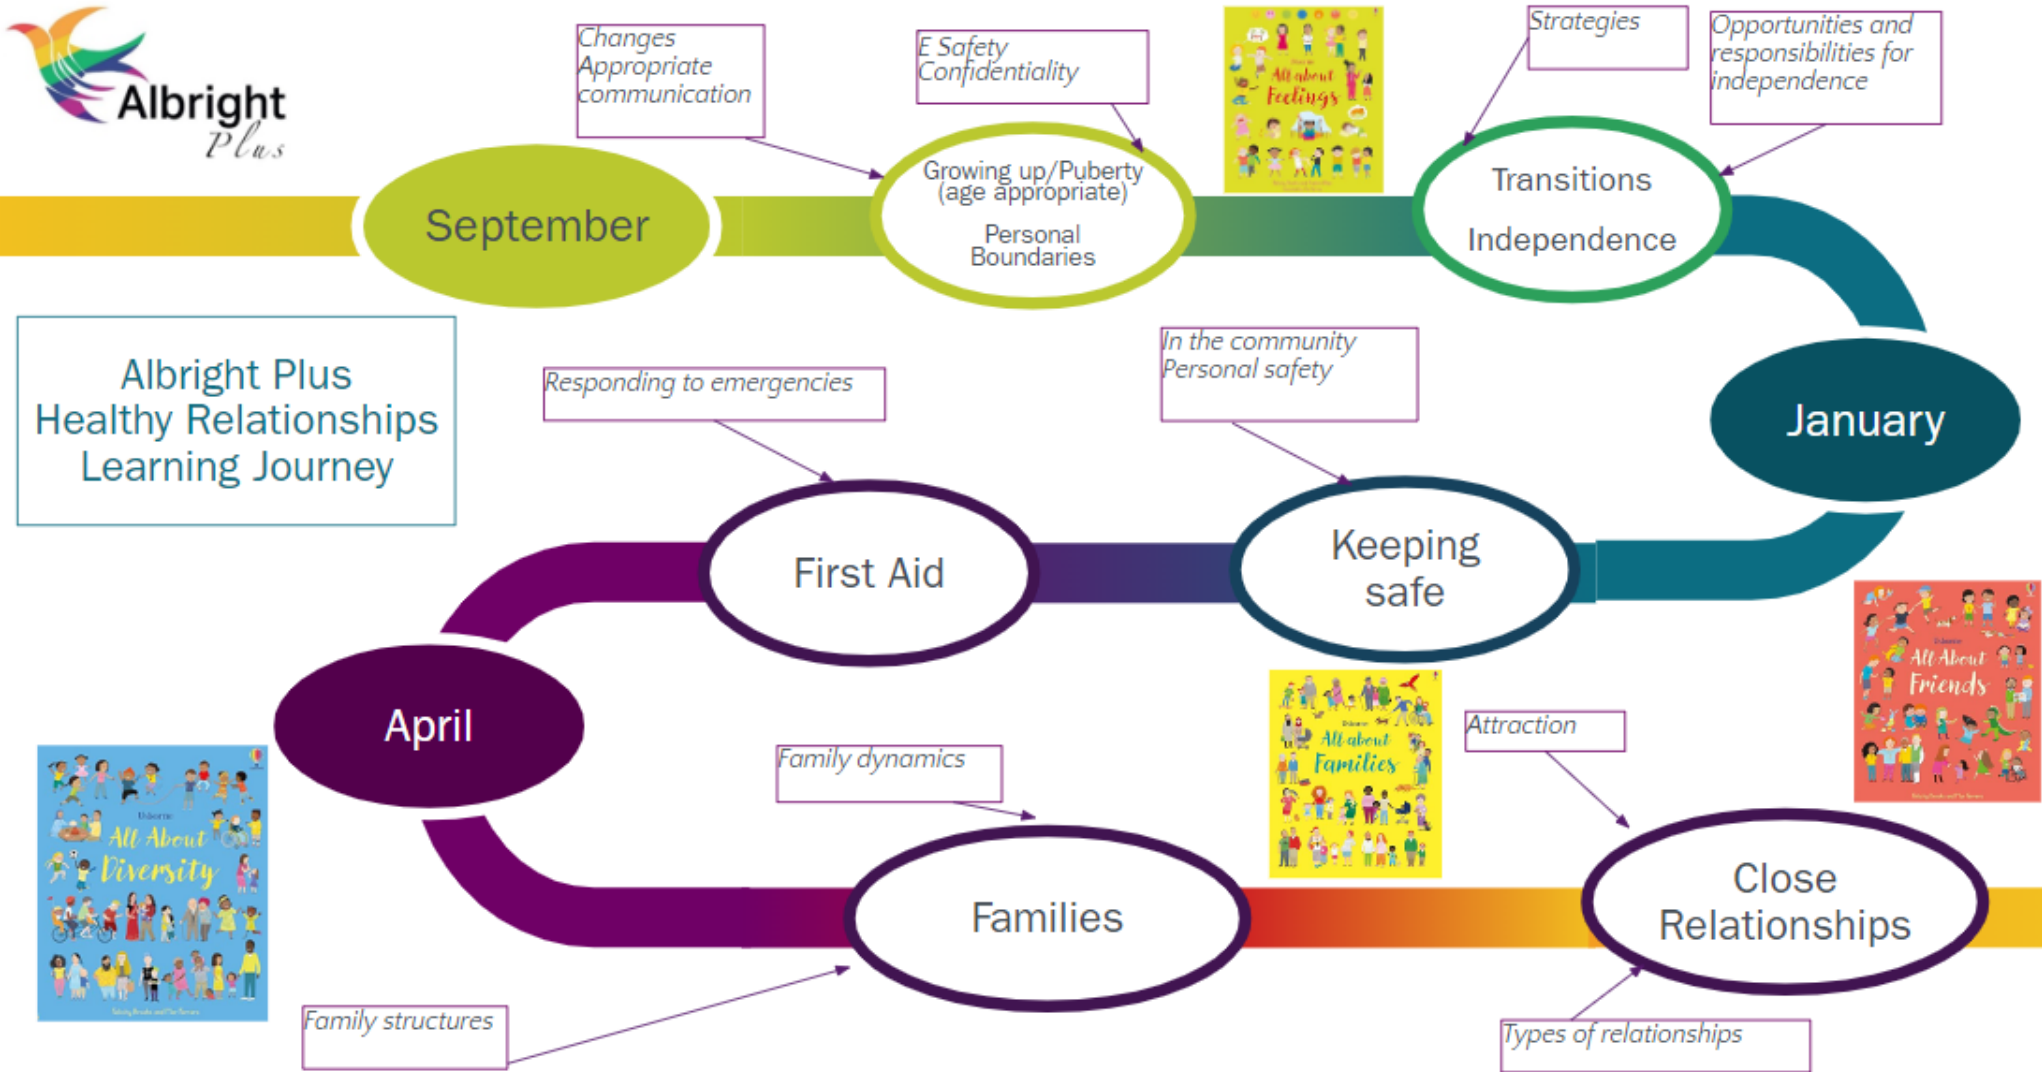 Albright
Plus
Changes
Appropriate
communication
E Safety
Confidentiality
All about
Feelings
Strategies
Opportunities and
responsibilities for
independence
September
Growing up/Puberty
(age appropriate)
Personal
Boundaries
Transitions
Independence
Albright Plus
Healthy Relationships
Learning Journey
Responding to emergencies
In the community
Personal safety
January
First Aid
Keeping
safe
April
Usborne
All About
Friends
Usborne
All about
Families
Attraction
Family dynamics
Usborne
All About
Diversity
Families
Close
Relationships
Family structures
Types of relationships